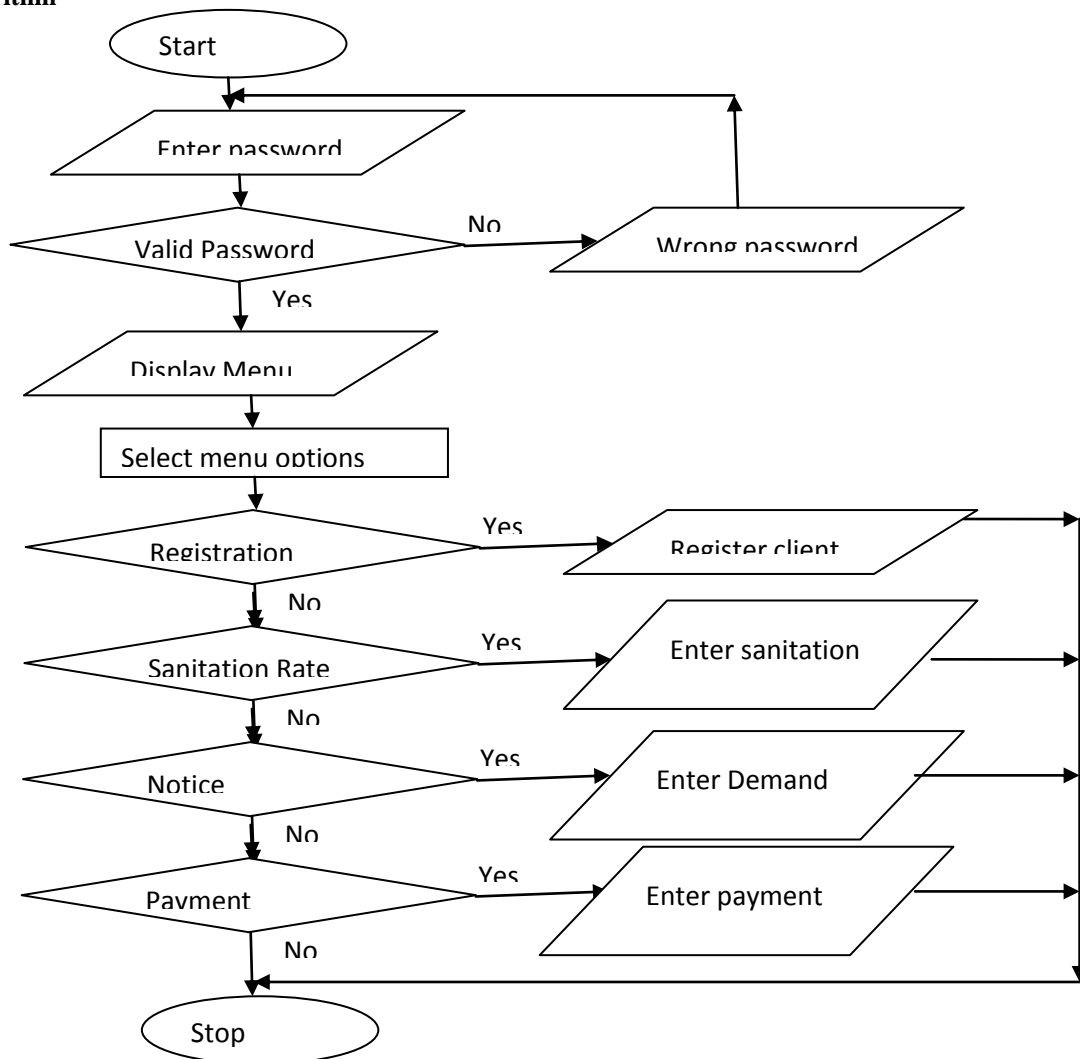 Start
Enter password
Valid Password
No
Wrong password
Yes
Display Menu
Select menu options
Registration
Yes
Register client
No
Sanitation Rate
Yes
Enter sanitation
No
Notice
Yes
Enter Demand
No
Payment
Yes
Enter payment
No
Stop